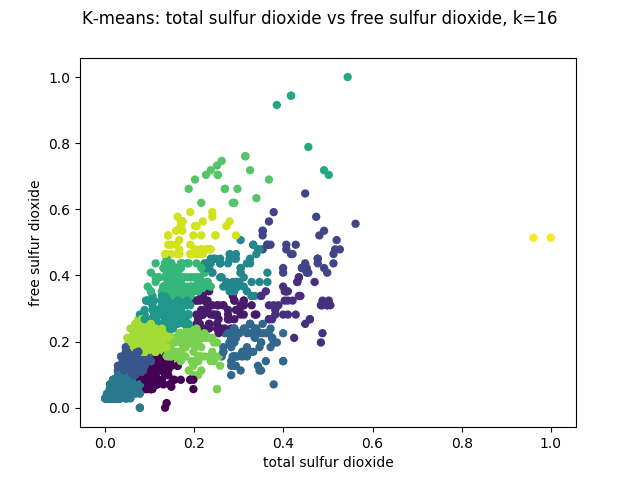 K-means: total sulfur dioxide vs free sulfur dioxide, k=16
1.0
0.8
0.6
0.4
0.2
0.0
free sulfur dioxide
0.0 0.2 0.4 0.6 0.8 1.0
total sulfur dioxide